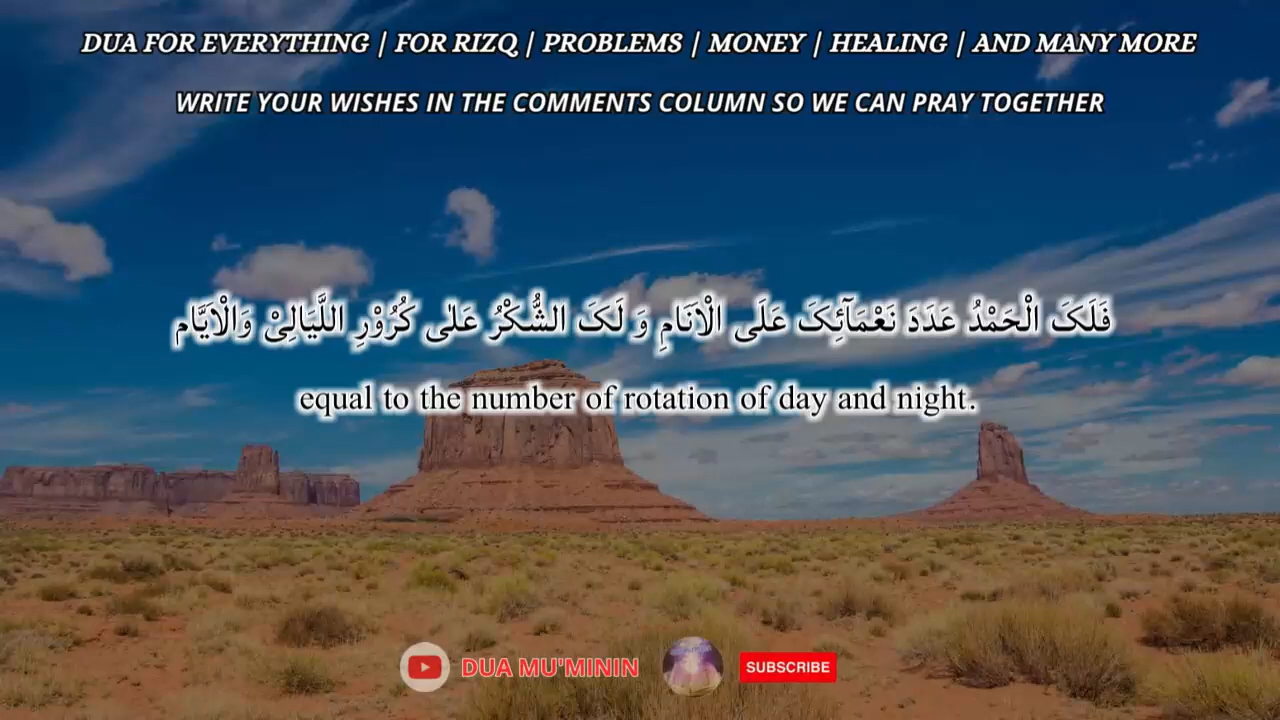 DUA FOR EVERYTHING | FOR RIZQ | PROBLEMS | MONEY | HEALING | AND MANY MORE
WRITE YOUR WISHES IN THE COMMENTS COLUMN SO WE CAN PRAY TOGETHER
فَلَکَ الْحَمْدُ عَدَدَ نَعْمَآئِکَ عَلَى الْاَنَامِ وَ لَکَ الشُّکْرُ عَلٰى کُرُوْرِ اللَّيَالِىْ وَالْاَيَّام
equal to the number of rotation of day and night.
DUA MU'MININ
SUBSCRIBE